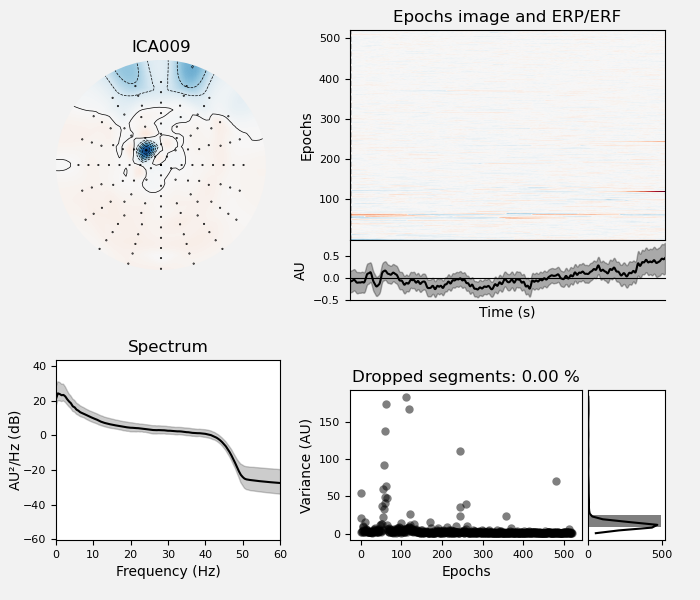 ICA009
Epochs image and ERP/ERF
500
400
300
200
100
Epochs
0.5
0.0
−0.5
AU
Time (s)
Spectrum
40
20
0
−20
−40
−60
AU²/Hz (dB)
0 10 20 30 40 50 60
Frequency (Hz)
Dropped segments: 0.00 %
150
100
50
0
Variance (AU)
0 100 200 300 400 500
Epochs
0 500